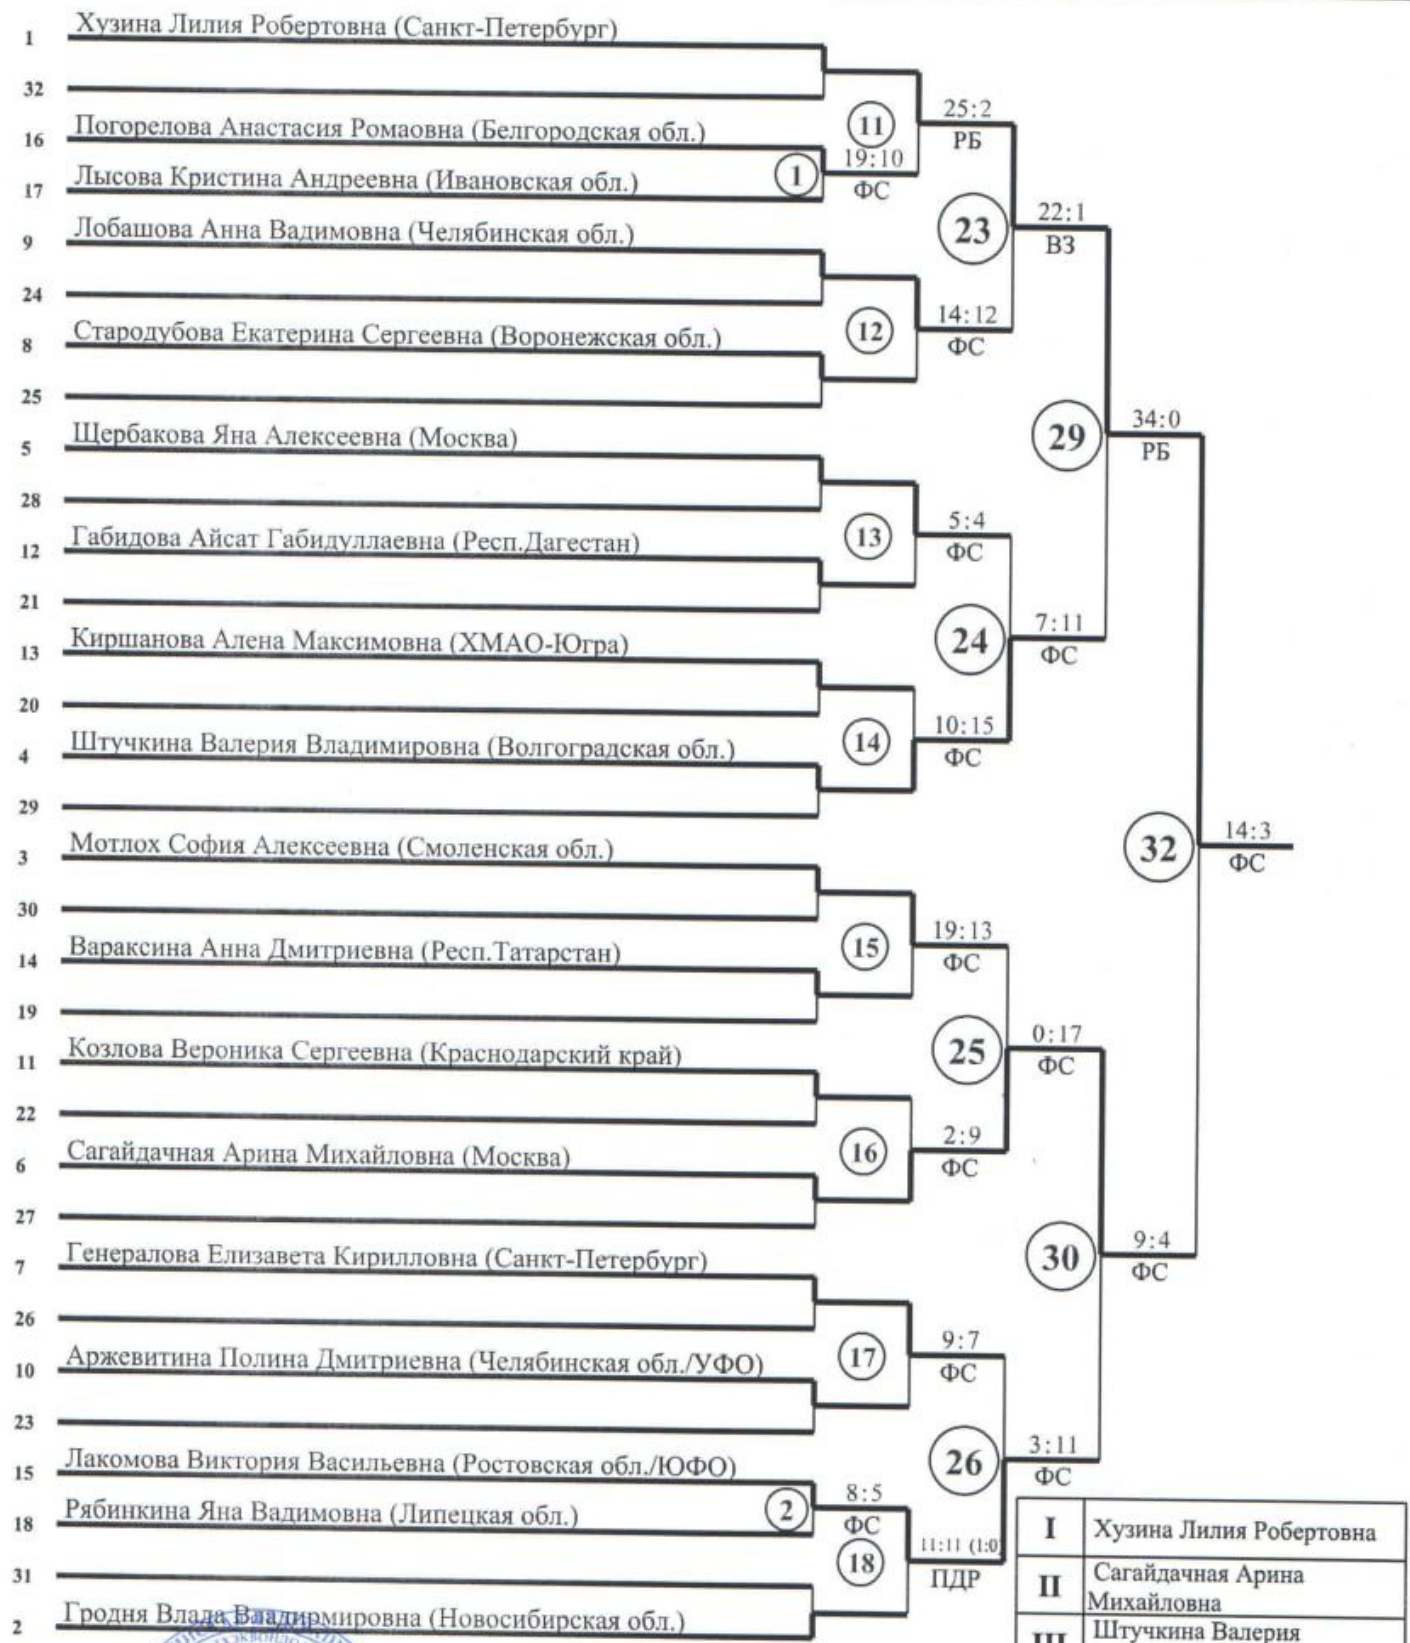 1 Хузина Лилия Робертовна (Санкт-Петербург)
32
16 Погорелова Анастасия Ромаовна (Белгородская обл.)
17 Лысова Кристина Андреевна (Ивановская обл.)
1
19:10
ФС
11
25:2
РБ
9 Лобашова Анна Вадимовна (Челябинская обл.)
24
8 Стародубова Екатерина Сергеевна (Воронежская обл.)
25
12
14:12
ФС
23
22:1
ВЗ
5 Щербакова Яна Алексеевна (Москва)
28
12 Габидова Айсат Габидуллаевна (Респ.Дагестан)
21
13
5:4
ФС
29
34:0
РБ
13 Киршанова Алена Максимовна (ХМАО-Югра)
20
4 Штучкина Валерия Владимировна (Волгоградская обл.)
29
14
10:15
ФС
24
7:11
ФС
3 Мотлох София Алексеевна (Смоленская обл.)
30
14 Вараксина Анна Дмитриевна (Респ.Татарстан)
19
15
19:13
ФС
32
14:3
ФС
11 Козлова Вероника Сергеевна (Краснодарский край)
22
6 Сагайдачная Арина Михайловна (Москва)
27
16
2:9
ФС
25
0:17
ФС
7 Генералова Елизавета Кирилловна (Санкт-Петербург)
26
10 Аржевитина Полина Дмитриевна (Челябинская обл./УФО)
23
17
9:7
ФС
30
9:4
ФС
15 Лакомова Виктория Васильевна (Ростовская обл./ЮФО)
18 Рябинкина Яна Вадимовна (Липецкая обл.)
2
8:5
ФС
31
2 Гродня Влада Владирмировна (Новосибирская обл.)
18
11:11 (1:0)
ПДР
26
3:11
ФС
I Хузина Лилия Робертовна
II Сагайдачная Арина
Михайловна
III Штучкина Валерия